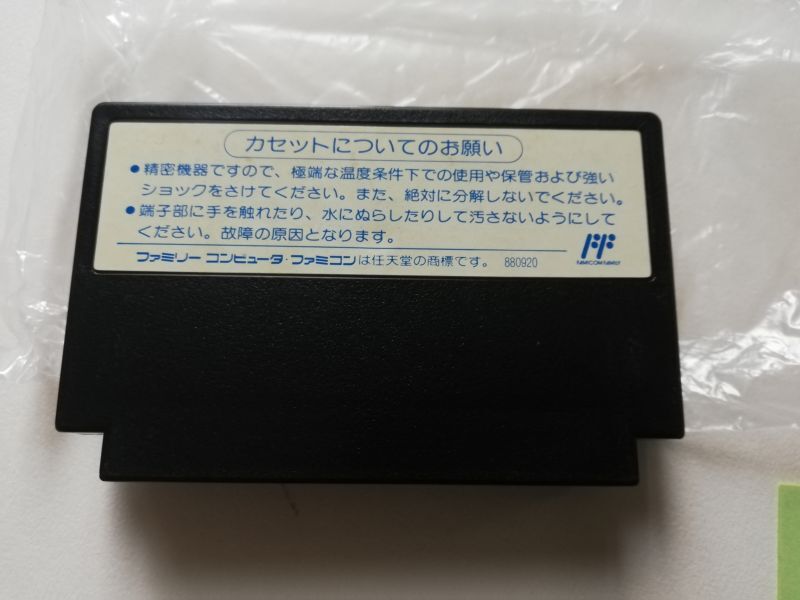 カセットについてのお願い
●精密機器ですので、極端な温度条件下での使用や保管および強い
ショックをさけてください。また、絶対に分解しないでください。
●端子部に手を触れたり、水にぬらしたりして汚さないようにして
ください。故障の原因となります。
ファミリーコンピュータ・ファミコンは任天堂の商標です。 880920
FF
FAMICOM FAMILY